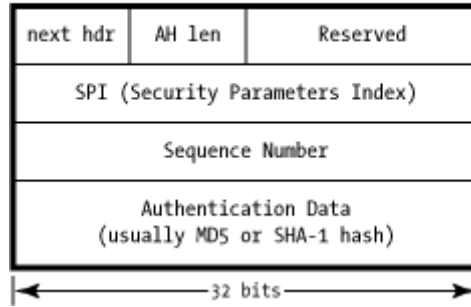 next hdr AH len Reserved
SPI (Security Parameters Index)
Sequence Number
Authentication Data
(usually MD5 or SHA-1 hash)
32 bits